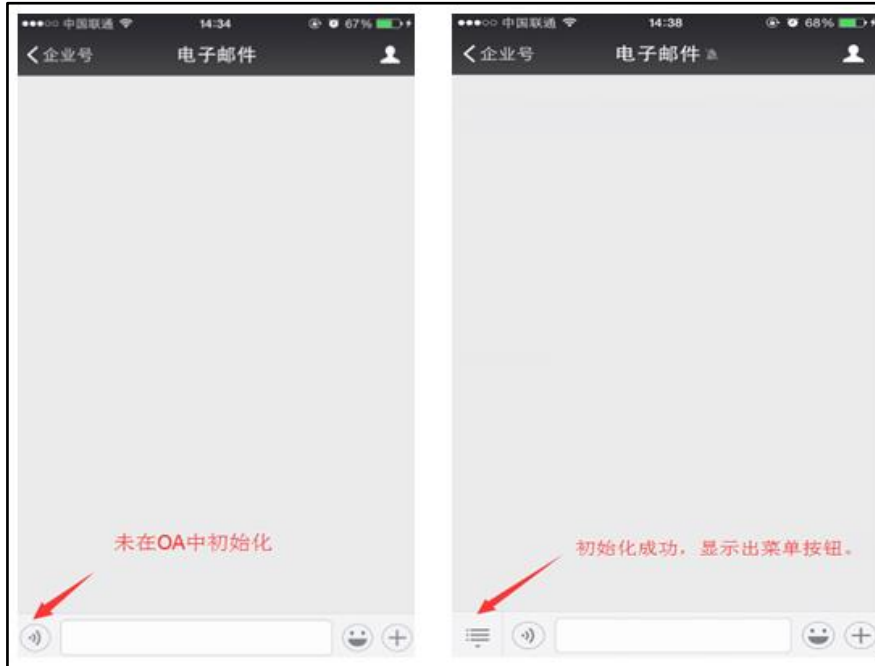 中国联通 14:34 67%
企业号 电子邮件
未在OA中初始化
中国联通 14:38 68%
企业号 电子邮件
初始化成功，显示出菜单按钮。